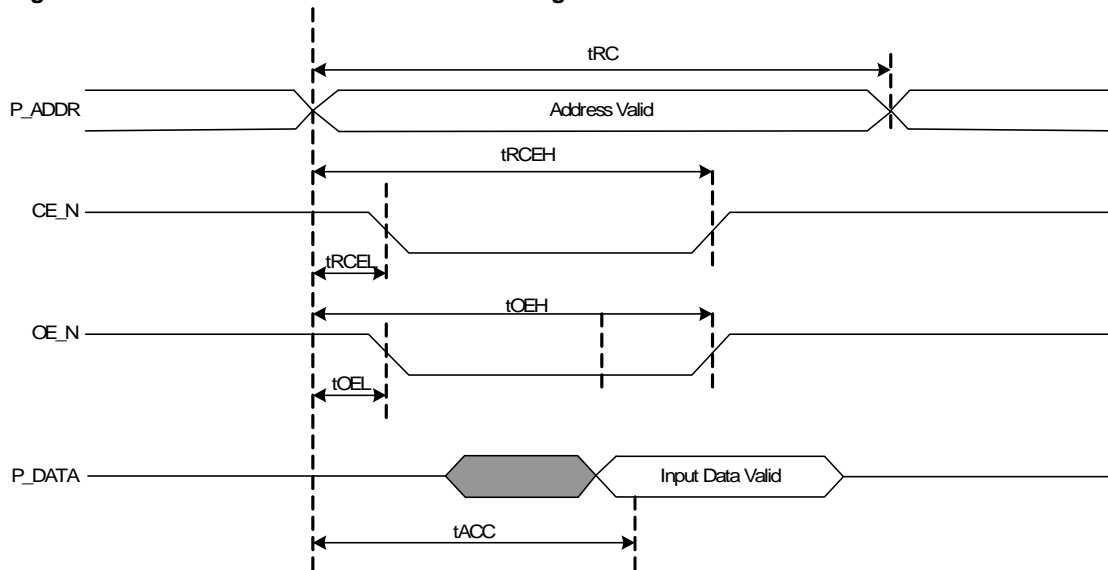 tRC
P_ADDR
Address Valid
tRCEH
CE_N
tRCEL
tOEH
OE_N
tOEL
P_DATA
Input Data Valid
tACC